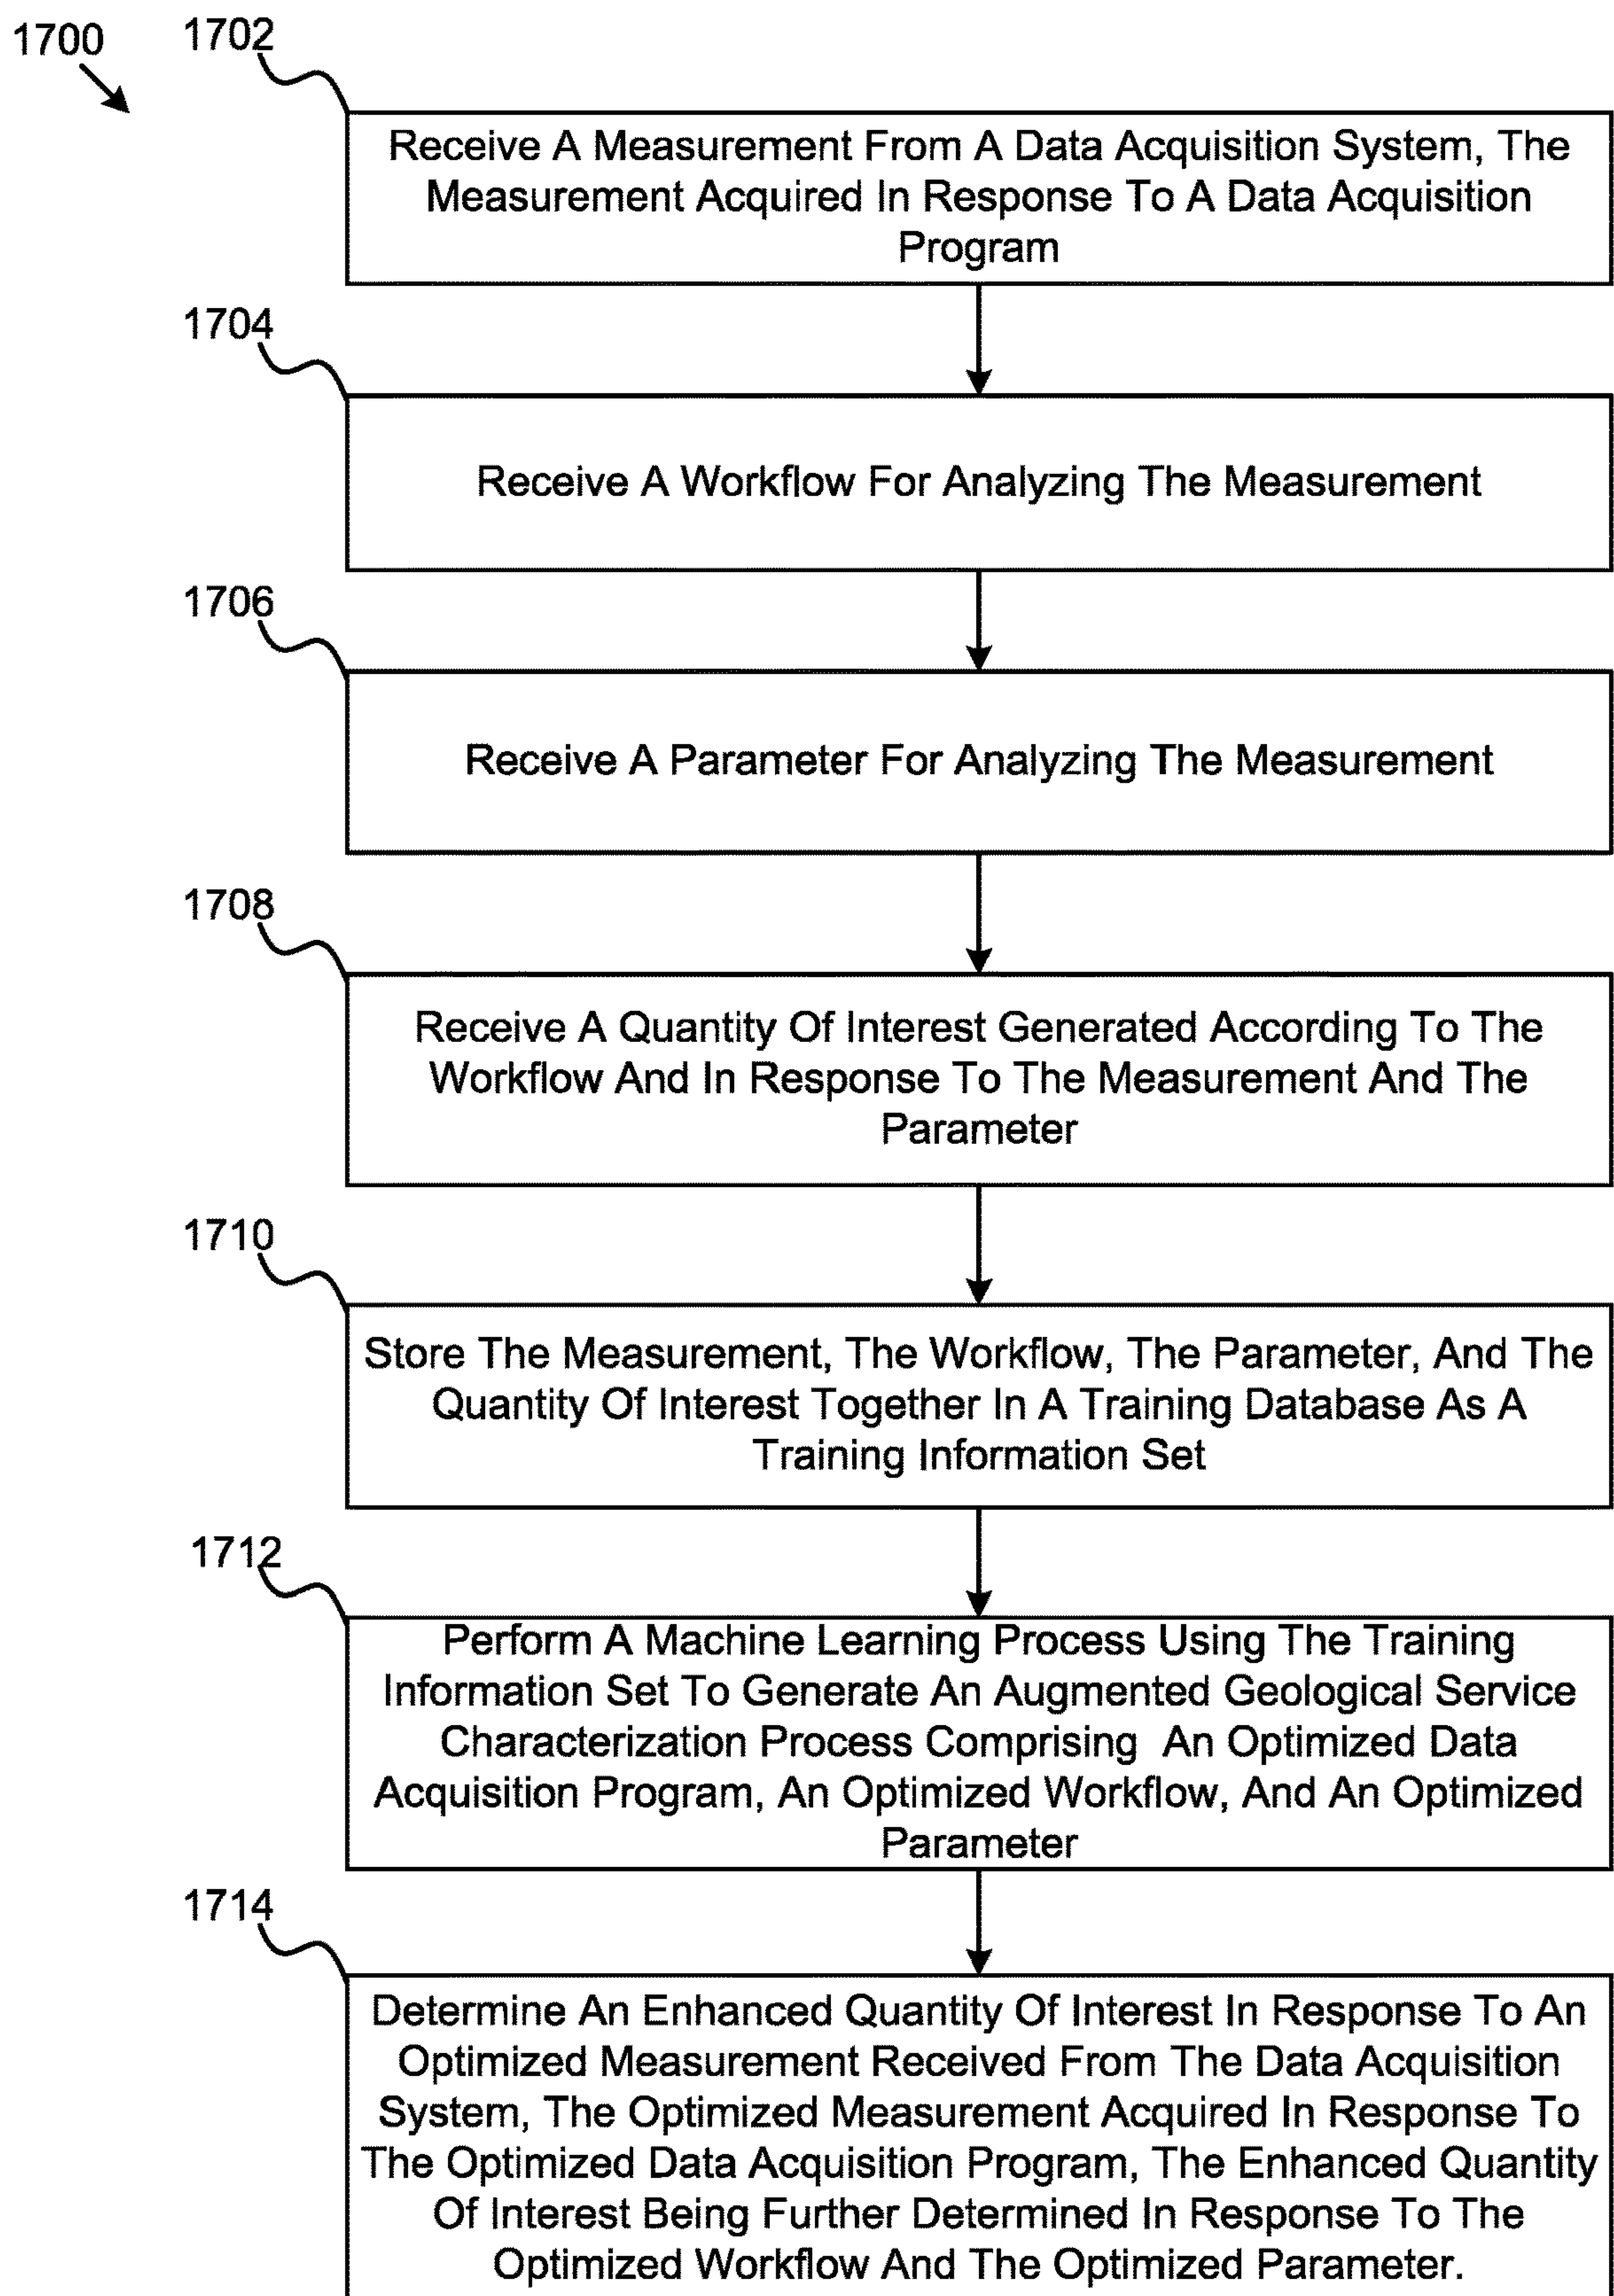 1700
1702
Receive A Measurement From A Data Acquisition System, The
Measurement Acquired In Response To A Data Acquisition
Program
1704
Receive A Workflow For Analyzing The Measurement
1706
Receive A Parameter For Analyzing The Measurement
1708
Receive A Quantity Of Interest Generated According To The
Workflow And In Response To The Measurement And The
Parameter
1710
Store The Measurement, The Workflow, The Parameter, And The
Quantity Of Interest Together In A Training Database As A
Training Information Set
1712
Perform A Machine Learning Process Using The Training
Information Set To Generate An Augmented Geological Service
Characterization Process Comprising An Optimized Data
Acquisition Program, An Optimized Workflow, And An Optimized
Parameter
1714
Determine An Enhanced Quantity Of Interest In Response To An
Optimized Measurement Received From The Data Acquisition
System, The Optimized Measurement Acquired In Response To
The Optimized Data Acquisition Program, The Enhanced Quantity
Of Interest Being Further Determined In Response To The
Optimized Workflow And The Optimized Parameter.